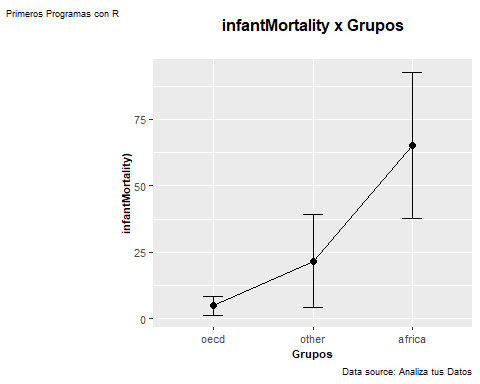 Primeros Programas con R
infantMortality x Grupos
infantMortality)
75
50
25
0
oecd other africa
Grupos
Data source: Analiza tus Datos